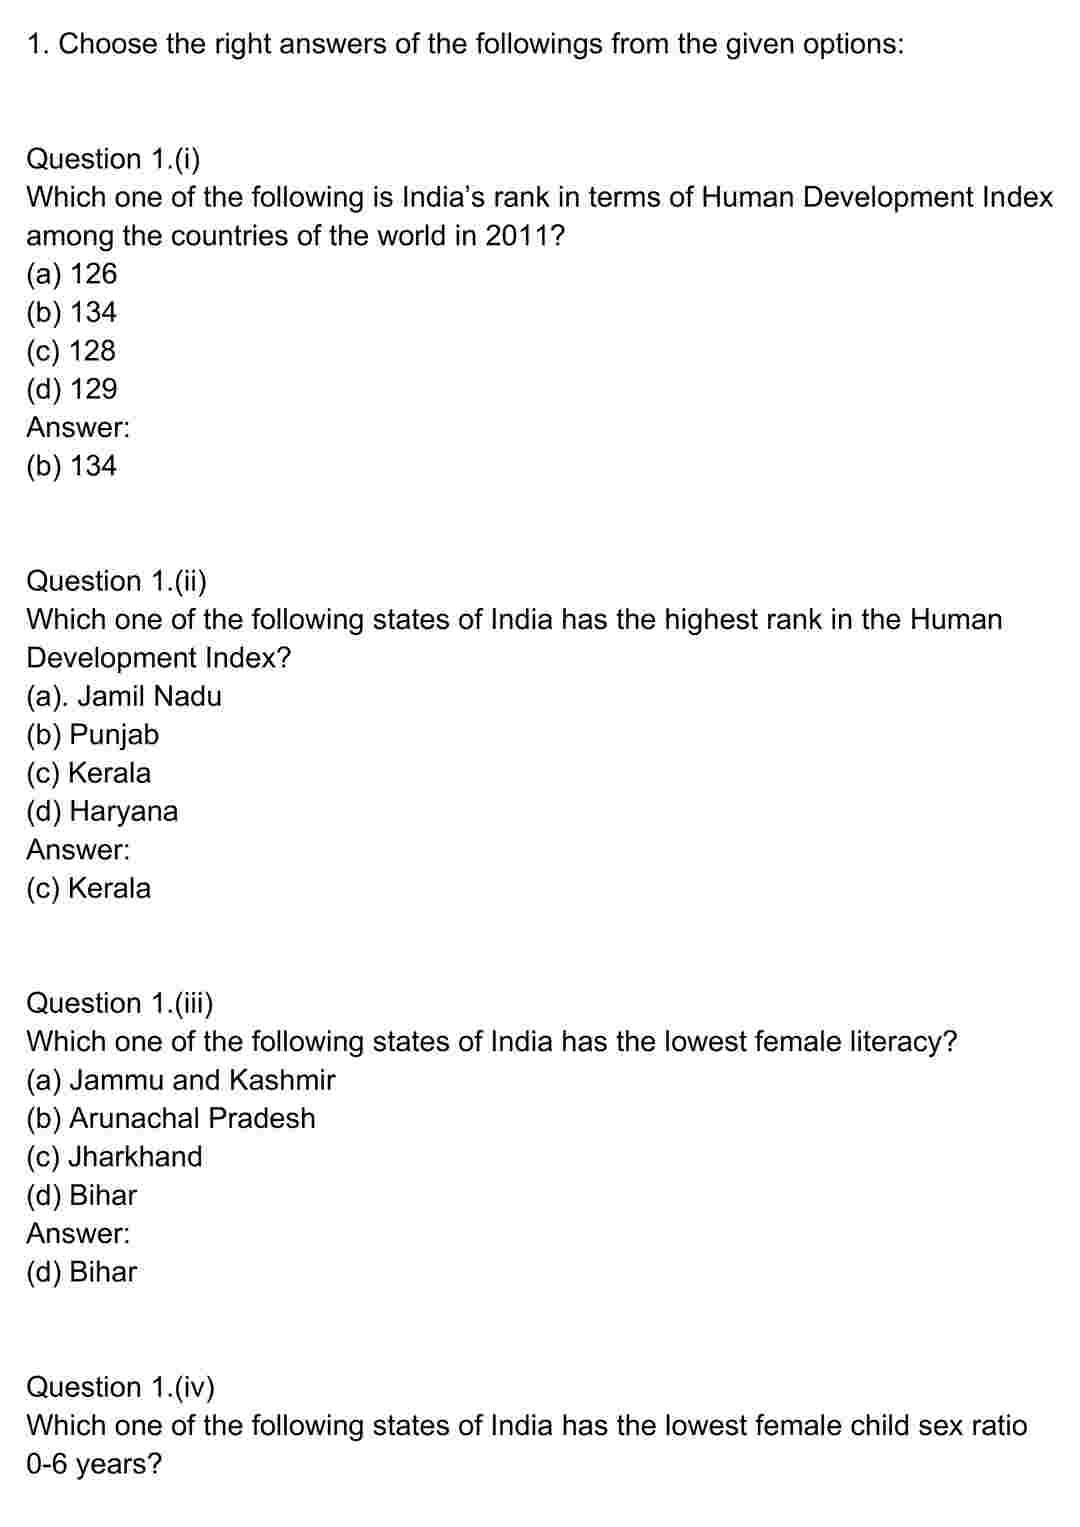 1. Choose the right answers of the followings from the given options:
Question 1.(i)
Which one of the following is India’s rank in terms of Human Development Index
among the countries of the world in 2011?
(a) 126
(b) 134
(c) 128
(d) 129
Answer:
(b) 134
Question 1.(ii)
Which one of the following states of India has the highest rank in the Human
Development Index?
(a). Jamil Nadu
(b) Punjab
(c) Kerala
(d) Haryana
Answer:
(c) Kerala
Question 1.(iii)
Which one of the following states of India has the lowest female literacy?
(a) Jammu and Kashmir
(b) Arunachal Pradesh
(c) Jharkhand
(d) Bihar
Answer:
(d) Bihar
Question 1.(iv)
Which one of the following states of India has the lowest female child sex ratio
0-6 years?